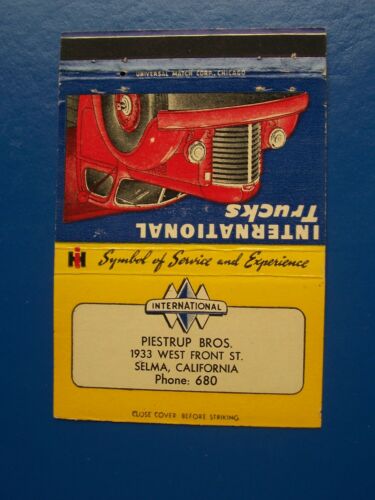 UNIVERSAL MATCH CORP., CHICAGO
INTERNATIONAL
Trucks
IH Symbol of Service and Experience
INTERNATIONAL
PIESTRUP BROS.
1933 WEST FRONT ST.
SELMA, CALIFORNIA
Phone: 680
CLOSE COVER BEFORE STRIKING